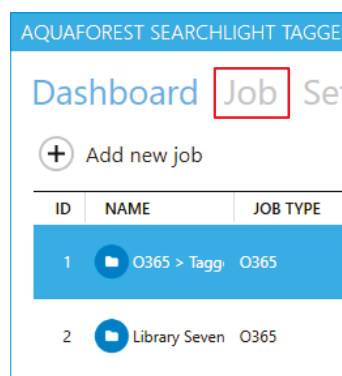 AQUAFOREST SEARCHLIGHT TAGGE
Dashboard Job Set
Add new job
ID NAME JOB TYPE
1 O365 > Tagg O365
2 Library Seven O365